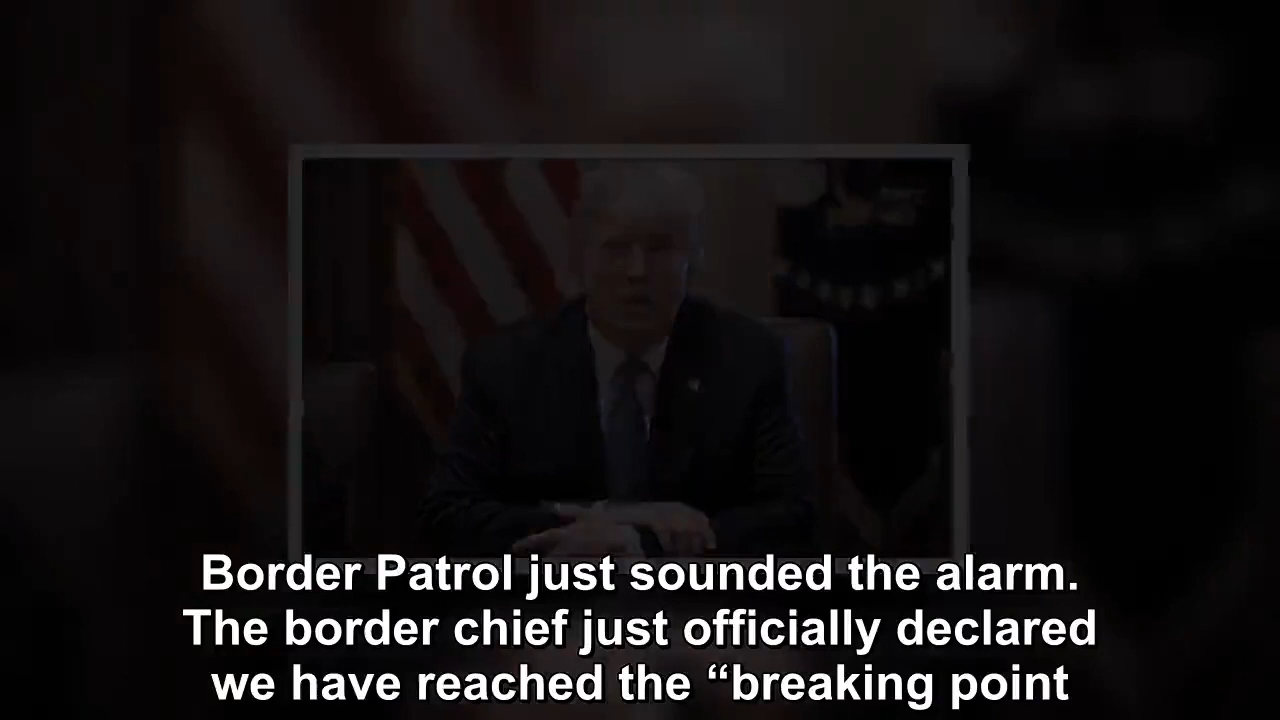 Border Patrol just sounded the alarm.
The border chief just officially declared
we have reached the “breaking point